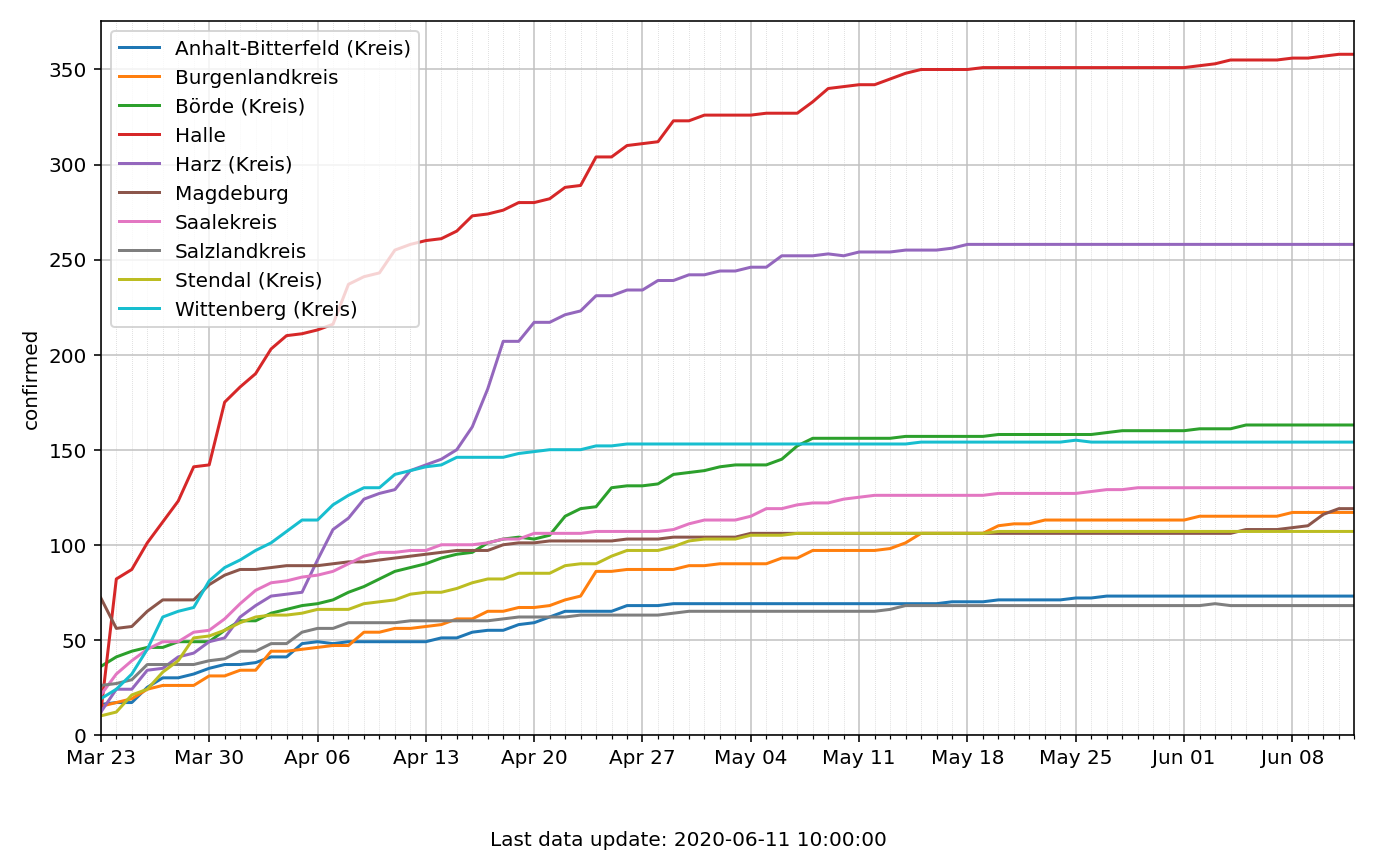 Anhalt-Bitterfeld (Kreis)
Burgenlandkreis
Börde (Kreis)
Halle
Harz (Kreis)
Magdeburg
Saalekreis
Salzlandkreis
Stendal (Kreis)
Wittenberg (Kreis)
confirmed
350
300
250
200
150
100
50
0
Mar 23 Mar 30 Apr 06 Apr 13 Apr 20 Apr 27 May 04 May 11 May 18 May 25 Jun 01 Jun 08
Last data update: 2020-06-11 10:00:00